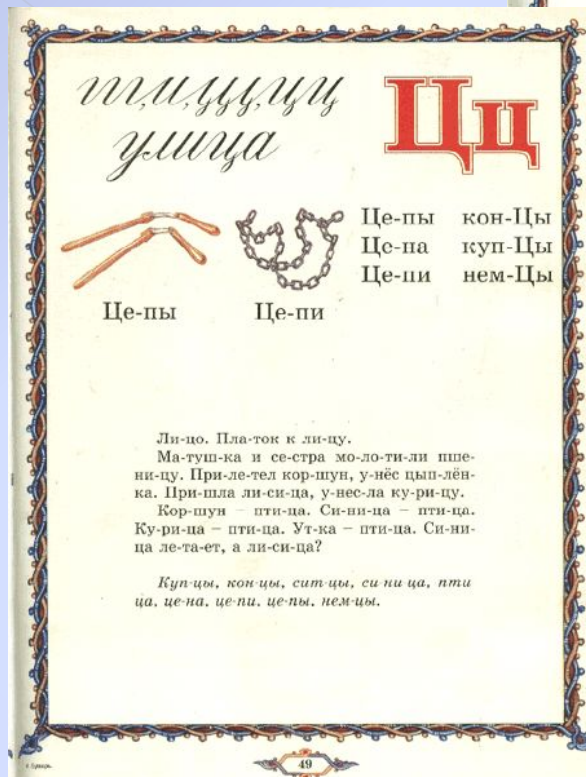 и, и, ц, ц, ц, ц
улица
Цц
Це-пы кон-Цы
Це-на куп-Цы
Це-пи нем-Цы
Це-пы Це-пи
Ли-цо. Пла-ток к ли-цу.
Ма-туш-ка и се-стра мо-ло-ти-ли пше-
ни-цу. При-ле-тел кор-шун, у-нёс цып-лён-
ка. При-шла ли-си-ца, у-нес-ла ку-ри-цу.
Кор-шун – пти-ца. Си-ни-ца – пти-ца.
Ку-ри-ца – пти-ца. Ут-ка – пти-ца. Си-ни-
ца ле-та-ет, а ли-си-ца?
Куп-цы, кон-цы, сит-цы, си-ни-ца, пти
ца, це-на, це-пи, це-пы, нем-цы.
49